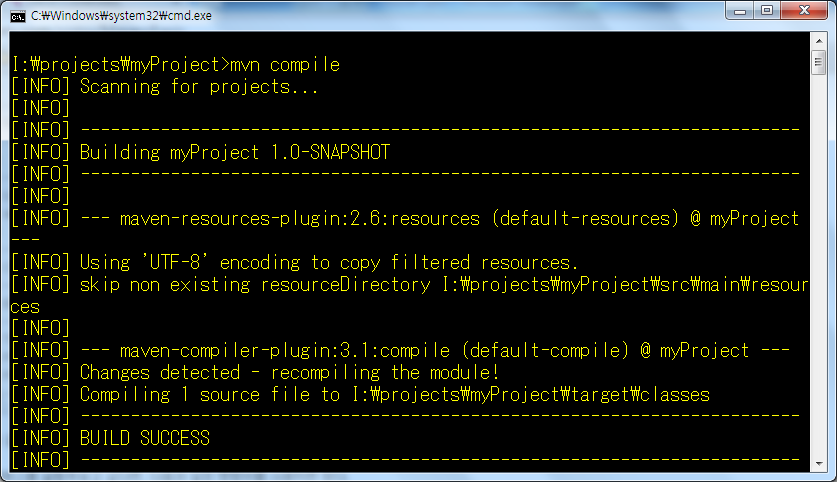 C:₩Windows₩system32₩cmd.exe
I:₩projects₩myProject>mvn compile
[INFO] Scanning for projects...
[INFO]
[INFO] ------------------------------------------------------------------------
[INFO] Building myProject 1.0-SNAPSHOT
[INFO] ------------------------------------------------------------------------
[INFO]
[INFO] --- maven-resources-plugin:2.6:resources (default-resources) @ myProject
---
[INFO] Using 'UTF-8' encoding to copy filtered resources.
[INFO] skip non existing resourceDirectory I:₩projects₩myProject₩src₩main₩resour
ces
[INFO]
[INFO] --- maven-compiler-plugin:3.1:compile (default-compile) @ myProject ---
[INFO] Changes detected - recompiling the module!
[INFO] Compiling 1 source file to I:₩projects₩myProject₩target₩classes
[INFO] ------------------------------------------------------------------------
[INFO] BUILD SUCCESS
[INFO] ------------------------------------------------------------------------